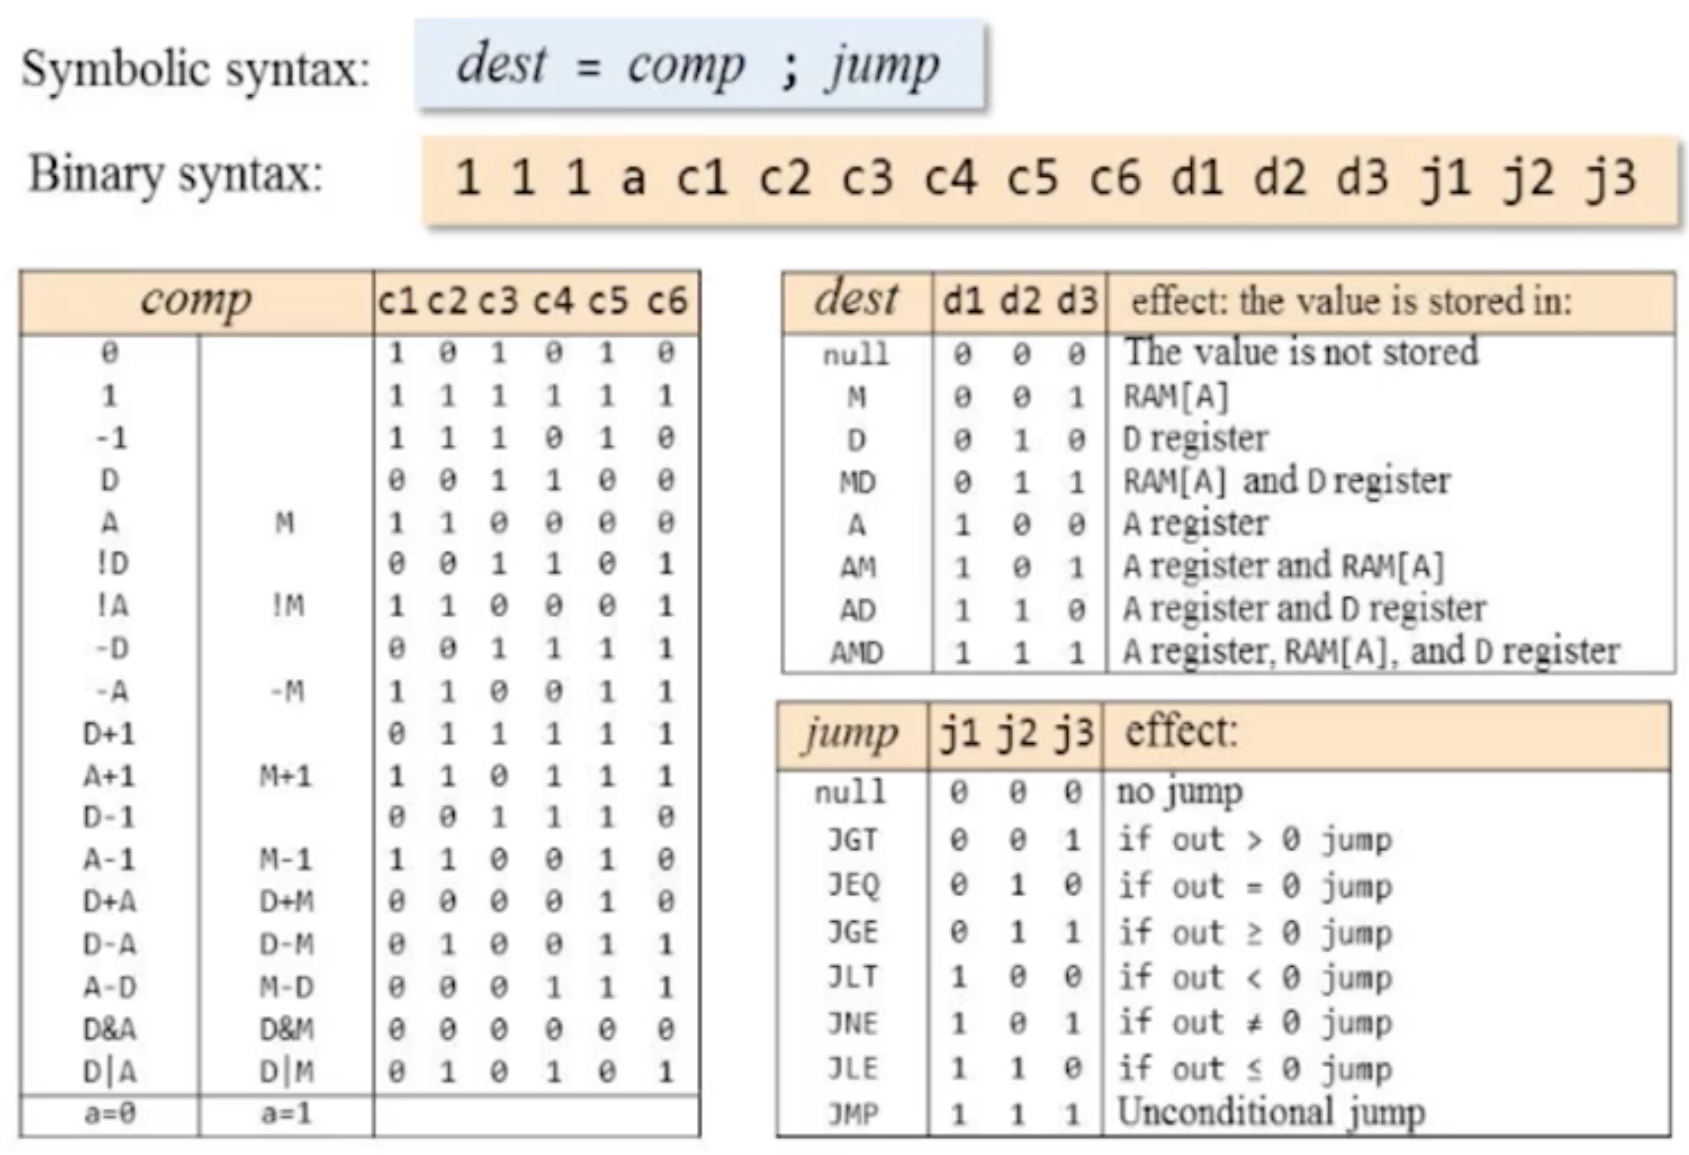 Symbolic syntax: dest = comp ; jump
Binary syntax: 1 1 1 a c1 c2 c3 c4 c5 c6 d1 d2 d3 j1 j2 j3
comp c1 c2 c3 c4 c5 c6
0 1 0 1 0 1 0
1 1 1 1 1 1 1
-1 1 1 1 0 1 0
D 0 0 1 1 0 0
A M 1 1 0 0 0 0
!D 0 0 1 1 0 1
!A !M 1 1 0 0 0 1
-D 0 0 1 1 1 1
-A -M 1 1 0 0 1 1
D+1 0 1 1 1 1 1
A+1 M+1 1 1 0 1 1 1
D-1 0 0 1 1 1 0
A-1 M-1 1 1 0 0 1 0
D+A D+M 0 0 0 0 1 0
D-A D-M 0 1 0 0 1 1
A-D M-D 0 0 0 1 1 1
D&A D&M 0 0 0 0 0 0
D|A D|M 0 1 0 1 0 1
a=0 a=1
dest d1 d2 d3 effect: the value is stored in:
null 0 0 0 The value is not stored
M 0 0 1 RAM[A]
D 0 1 0 D register
MD 0 1 1 RAM[A] and D register
A 1 0 0 A register
AM 1 0 1 A register and RAM[A]
AD 1 1 0 A register and D register
AMD 1 1 1 A register, RAM[A], and D register
jump j1 j2 j3 effect:
null 0 0 0 no jump
JGT 0 0 1 if out > 0 jump
JEQ 0 1 0 if out = 0 jump
JGE 0 1 1 if out ≥ 0 jump
JLT 1 0 0 if out < 0 jump
JNE 1 0 1 if out ≠ 0 jump
JLE 1 1 0 if out ≤ 0 jump
JMP 1 1 1 Unconditional jump